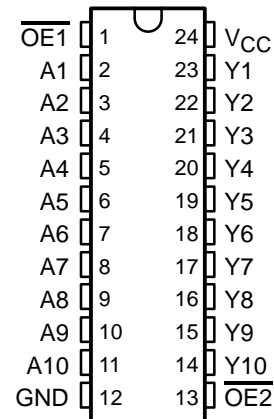 OE1 1 24 VCC
A1 2 23 Y1
A2 3 22 Y2
A3 4 21 Y3
A4 5 20 Y4
A5 6 19 Y5
A6 7 18 Y6
A7 8 17 Y7
A8 9 16 Y8
A9 10 15 Y9
A10 11 14 Y10
GND 12 13 OE2